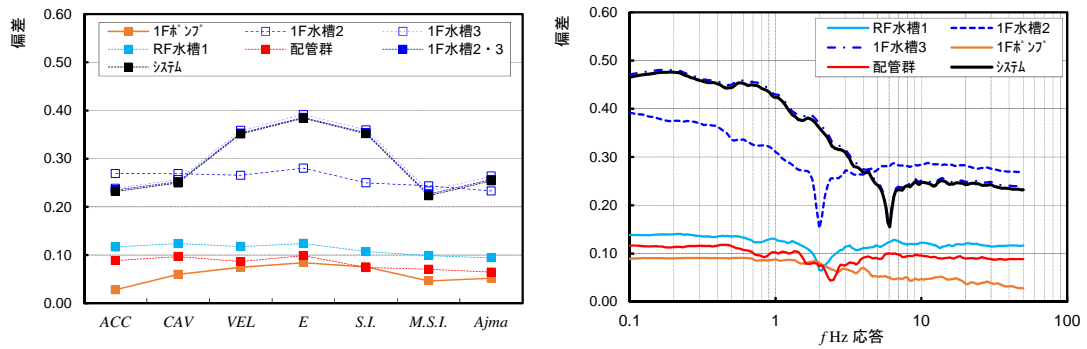 偏差
0.60
0.50
0.40
0.30
0.20
0.10
0.00
1Fﾎﾟﾝﾌﾟ 1F水槽2 1F水槽3
RF水槽1 配管群 1F水槽2・3
ｼｽﾃﾑ
ACC CAV VEL E S.I. M.S.I. Ajma
偏差
0.60
0.50
0.40
0.30
0.20
0.10
0.00
RF水槽1 1F水槽2
1F水槽3 1Fﾎﾟﾝﾌﾟ
配管群 ｼｽﾃﾑ
0.1 1 10 100
f Hz 応答